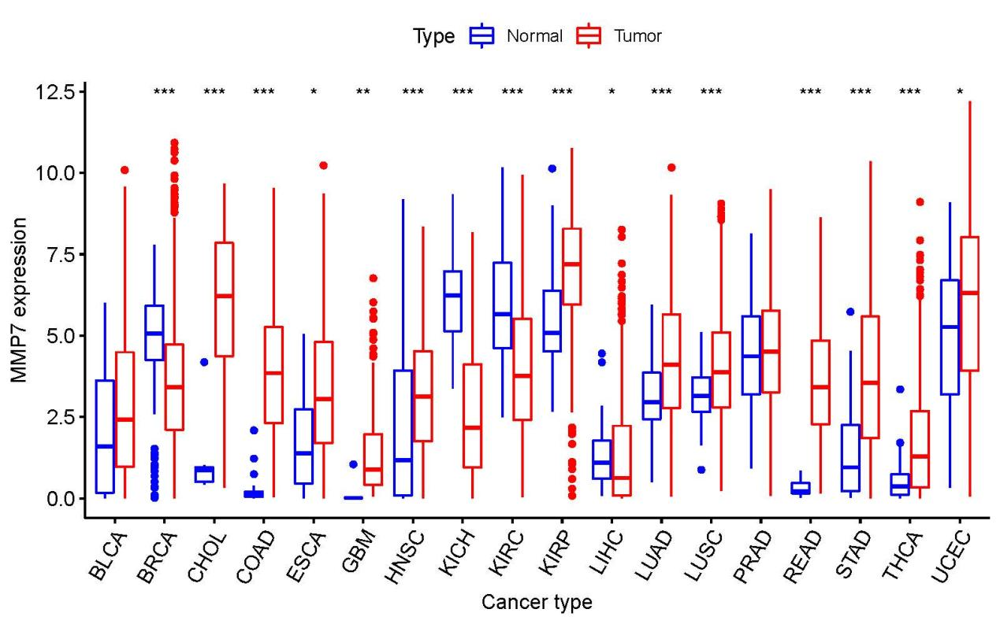 Type Normal Tumor
*** *** *** * ** *** *** *** *** * *** *** *** *** *** *
12.5
10.0
7.5
5.0
2.5
0.0
MMP7 expression
BLCA BRCA CHOL COAD ESCA GBM HNSC KICH KIRC KIRP LIHC LUAD LUSC PRAD READ STAD THCA UCEC
Cancer type